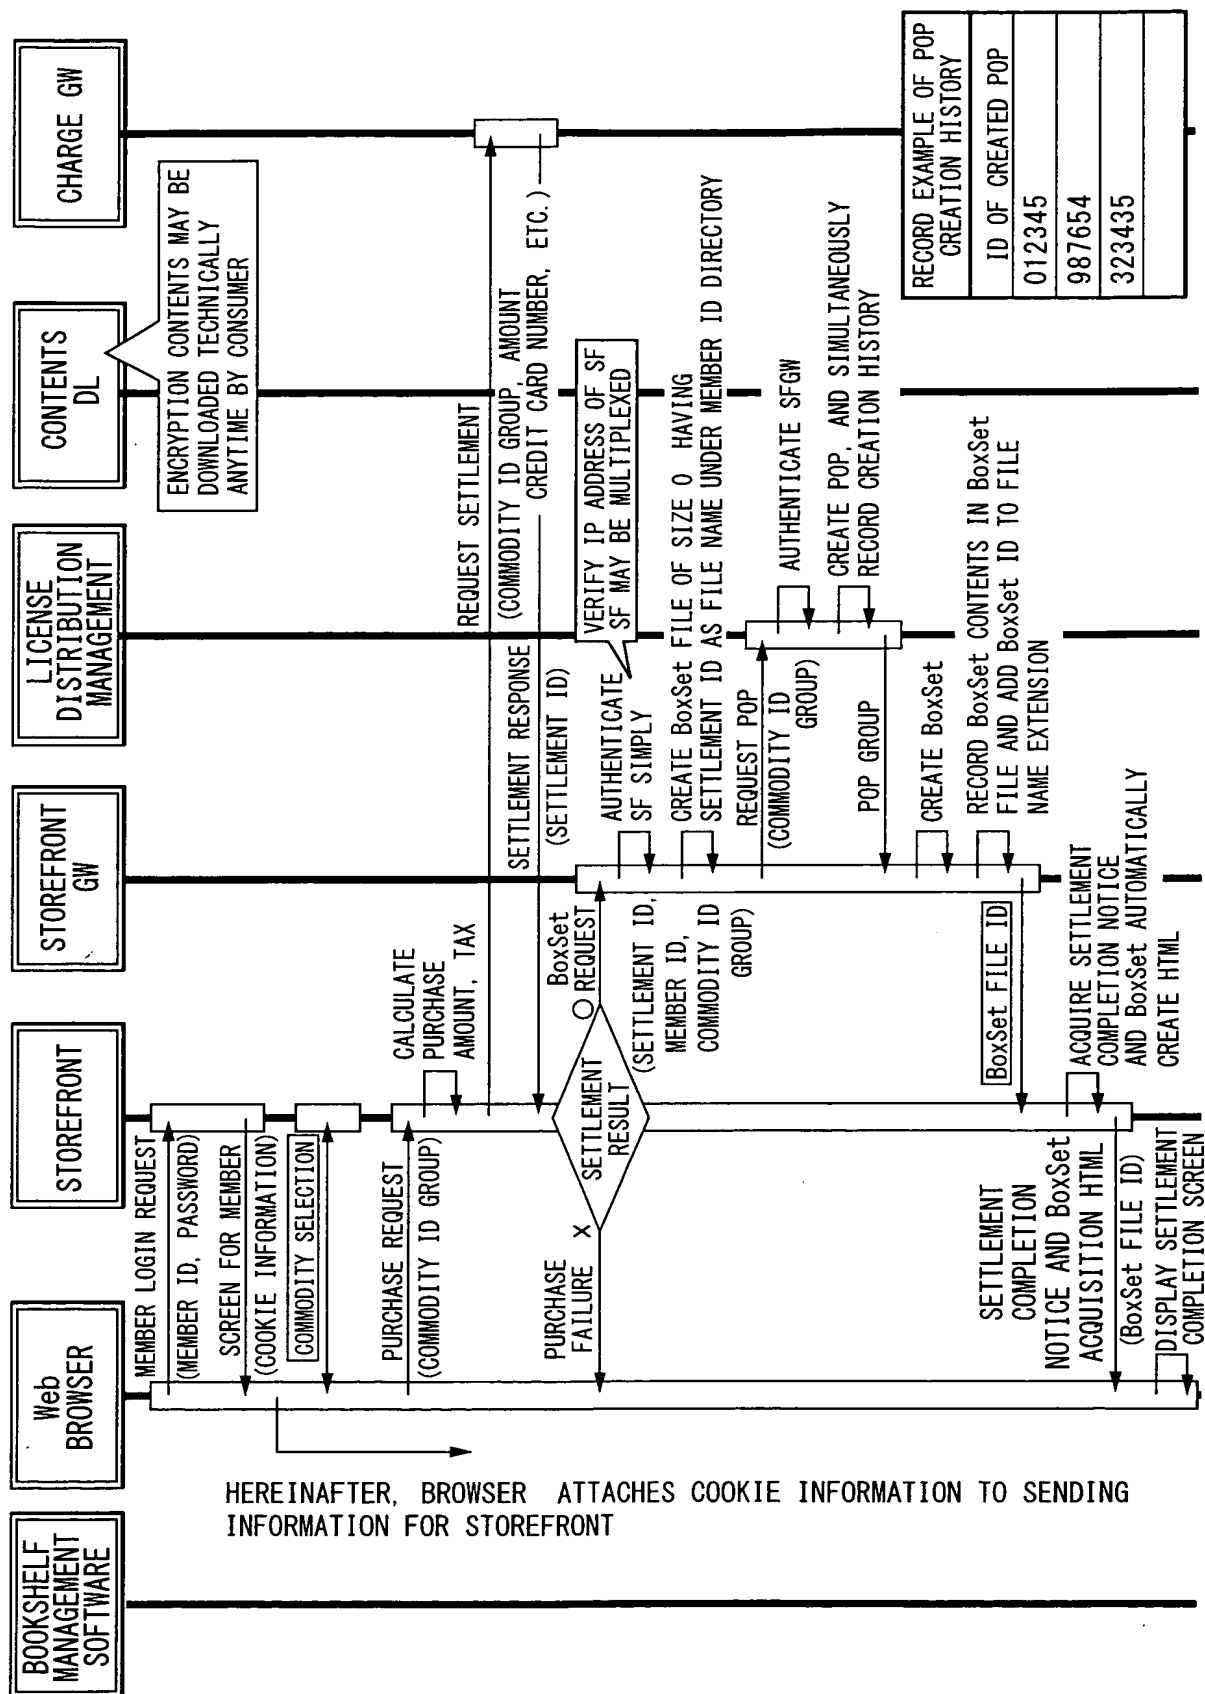 BOOKSHELF
MANAGEMENT
SOFTWARE
Web
BROWSER
STOREFRONT
STOREFRONT
GW
LICENSE
DISTRIBUTION
MANAGEMENT
CONTENTS
DL
CHARGE GW
ENCRYPTION CONTENTS MAY BE
DOWNLOADED TECHNICALLY
ANYTIME BY CONSUMER
MEMBER LOGIN REQUEST
(MEMBER ID, PASSWORD)
SCREEN FOR MEMBER
(COOKIE INFORMATION)
COMMODITY SELECTION
HEREINAFTER, BROWSER ATTACHES COOKIE INFORMATION TO SENDING
INFORMATION FOR STOREFRONT
PURCHASE REQUEST
(COMMODITY ID GROUP)
CALCULATE
PURCHASE
AMOUNT, TAX
REQUEST SETTLEMENT
(COMMODITY ID GROUP, AMOUNT
CREDIT CARD NUMBER, ETC.)
SETTLEMENT RESPONSE
(SETTLEMENT ID)
SETTLEMENT
RESULT
PURCHASE
FAILURE
X
BoxSet
○ REQUEST
(SETTLEMENT ID,
MEMBER ID,
COMMODITY ID
GROUP)
AUTHENTICATE
SF SIMPLY
VERIFY IP ADDRESS OF SF
SF MAY BE MULTIPLEXED
CREATE BoxSet FILE OF SIZE 0 HAVING
SETTLEMENT ID AS FILE NAME UNDER MEMBER ID DIRECTORY
REQUEST POP
(COMMODITY ID
GROUP)
AUTHENTICATE SFGW
CREATE POP, AND SIMULTANEOUSLY
RECORD CREATION HISTORY
POP GROUP
CREATE BoxSet
RECORD BoxSet CONTENTS IN BoxSet
FILE AND ADD BoxSet ID TO FILE
NAME EXTENSION
BoxSet FILE ID
ACQUIRE SETTLEMENT
COMPLETION NOTICE
AND BoxSet AUTOMATICALLY
CREATE HTML
SETTLEMENT
COMPLETION
NOTICE AND BoxSet
ACQUISITION HTML
(BoxSet FILE ID)
DISPLAY SETTLEMENT
COMPLETION SCREEN
RECORD EXAMPLE OF POP
CREATION HISTORY
ID OF CREATED POP
012345
987654
323435